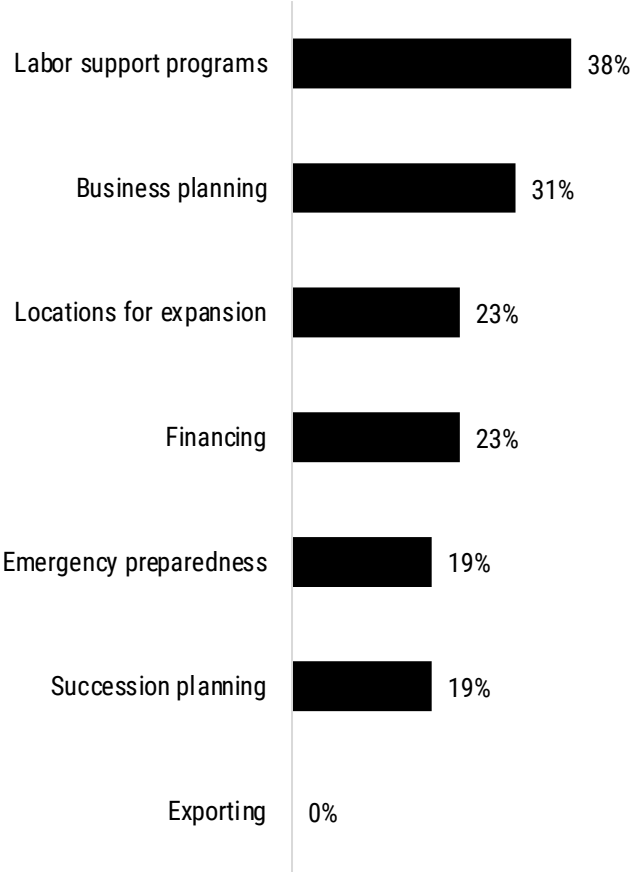 Labor support programs 38%
Business planning 31%
Locations for expansion 23%
Financing 23%
Emergency preparedness 19%
Succession planning 19%
Exporting 0%